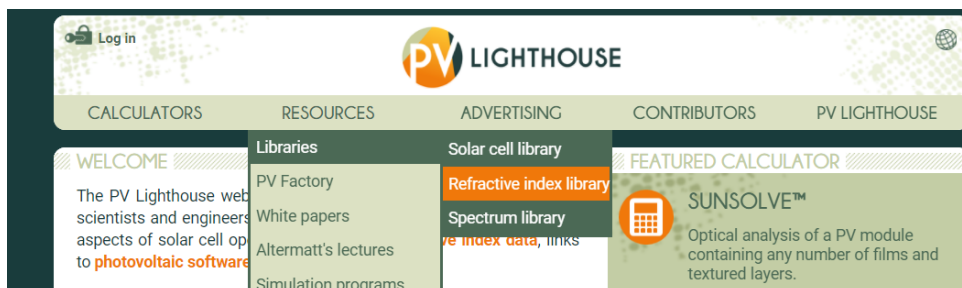 Log in
PV LIGHTHOUSE
CALCULATORS RESOURCES ADVERTISING CONTRIBUTORS PV LIGHTHOUSE
Libraries
PV Factory
White papers
Altermatt's lectures
Simulation programs
Solar cell library
Refractive index library
Spectrum library
WELCOME
The PV Lighthouse web
scientists and engineers
aspects of solar cell op
ve index data, links
to photovoltaic software
FEATURED CALCULATOR
SUNSOLVE™
Optical analysis of a PV module
containing any number of films and
textured layers.